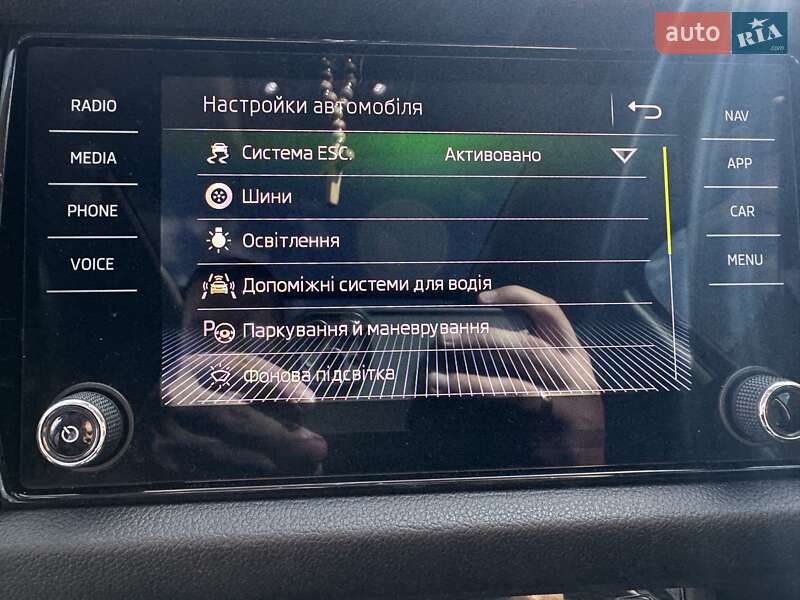 auto RIA .com
RADIO
MEDIA
PHONE
VOICE
Настройки автомобіля
Система ESC: Активовано
Шини
Освітлення
Допоміжні системи для водія
Паркування й маневрування
Фонова підсвітка
NAV
APP
CAR
MENU